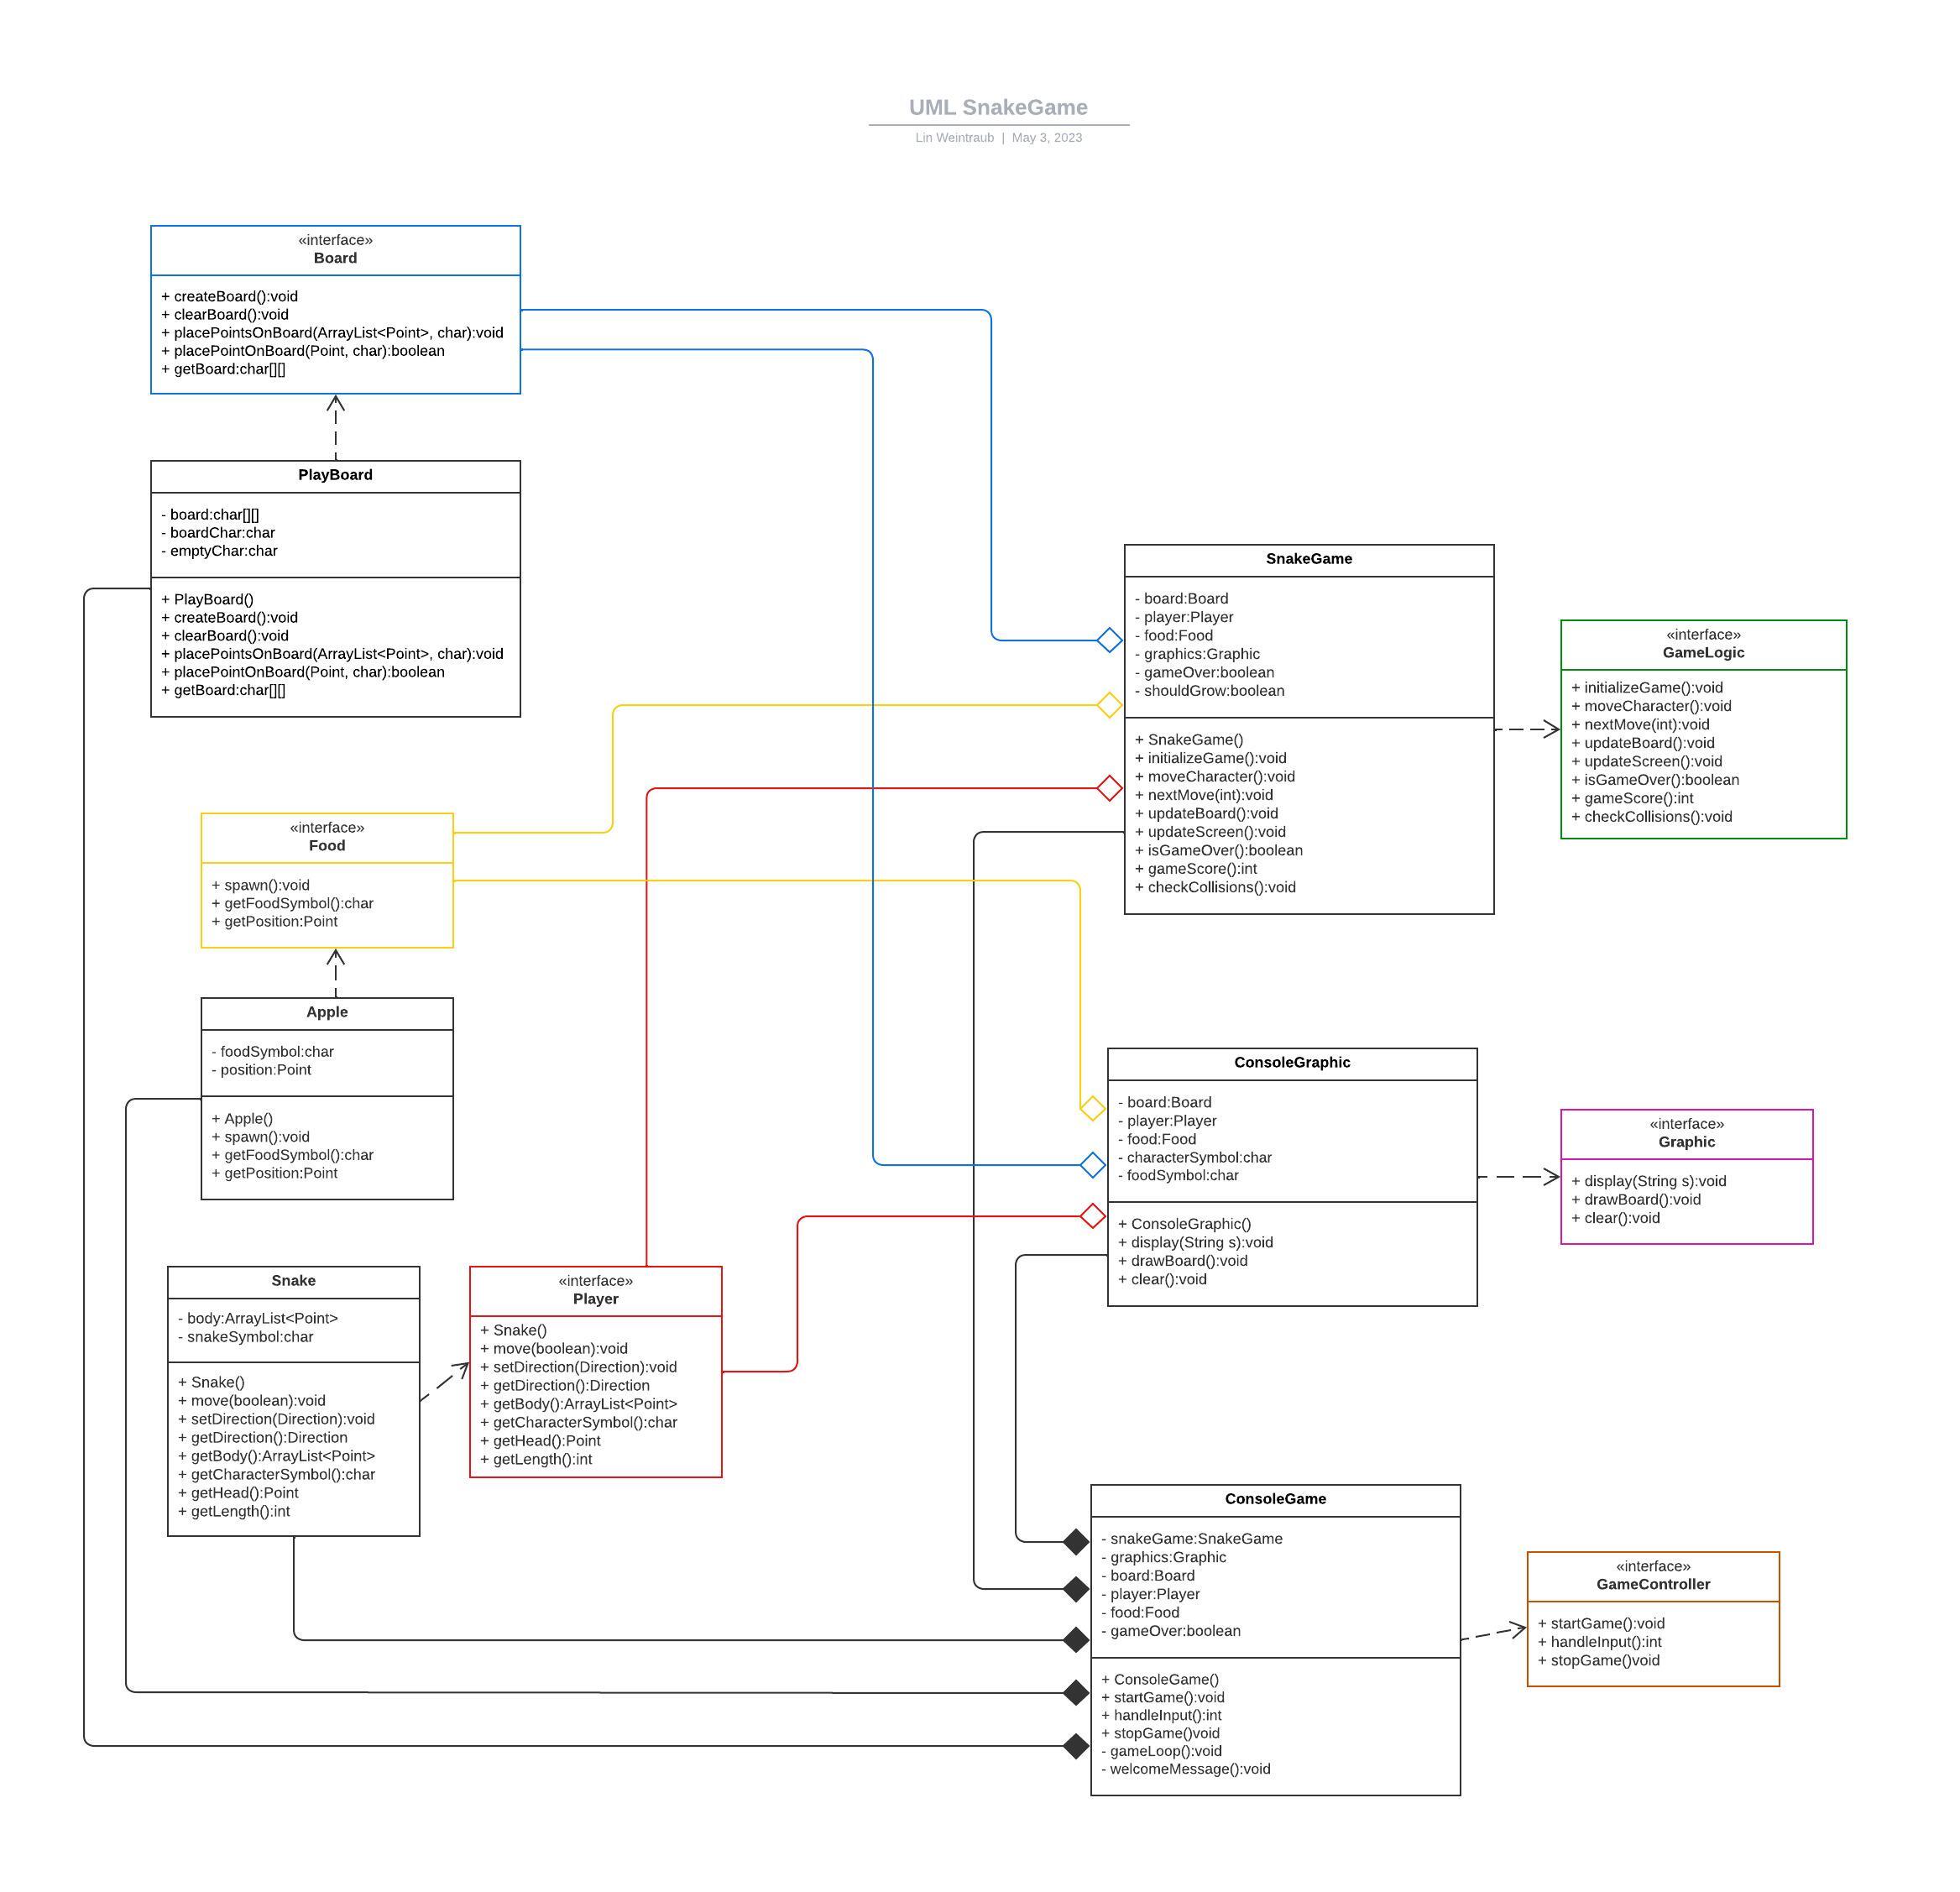 UML SnakeGame
Lin Weintraub | May 3, 2023
«interface»
Board
+ createBoard():void
+ clearBoard():void
+ placePointsOnBoard(ArrayList<Point>, char):void
+ placePointOnBoard(Point, char):boolean
+ getBoard:char[][]
PlayBoard
- board:char[][]
- boardChar:char
- emptyChar:char
+ PlayBoard()
+ createBoard():void
+ clearBoard():void
+ placePointsOnBoard(ArrayList<Point>, char):void
+ placePointOnBoard(Point, char):boolean
+ getBoard:char[][]
SnakeGame
- board:Board
- player:Player
- food:Food
- graphics:Graphic
- gameOver:boolean
- shouldGrow:boolean
+ SnakeGame()
+ initializeGame():void
+ moveCharacter():void
+ nextMove(int):void
+ updateBoard():void
+ updateScreen():void
+ isGameOver():boolean
+ gameScore():int
+ checkCollisions():void
«interface»
GameLogic
+ initializeGame():void
+ moveCharacter():void
+ nextMove(int):void
+ updateBoard():void
+ updateScreen():void
+ isGameOver():boolean
+ gameScore():int
+ checkCollisions():void
«interface»
Food
+ spawn():void
+ getFoodSymbol():char
+ getPosition:Point
Apple
- foodSymbol:char
- position:Point
+ Apple()
+ spawn():void
+ getFoodSymbol():char
+ getPosition:Point
ConsoleGraphic
- board:Board
- player:Player
- food:Food
- characterSymbol:char
- foodSymbol:char
+ ConsoleGraphic()
+ display(String s):void
+ drawBoard():void
+ clear():void
«interface»
Graphic
+ display(String s):void
+ drawBoard():void
+ clear():void
Snake
- body:ArrayList<Point>
- snakeSymbol:char
+ Snake()
+ move(boolean):void
+ setDirection(Direction):void
+ getDirection():Direction
+ getBody():ArrayList<Point>
+ getCharacterSymbol():char
+ getHead():Point
+ getLength():int
«interface»
Player
+ Snake()
+ move(boolean):void
+ setDirection(Direction):void
+ getDirection():Direction
+ getBody():ArrayList<Point>
+ getCharacterSymbol():char
+ getHead():Point
+ getLength():int
ConsoleGame
- snakeGame:SnakeGame
- graphics:Graphic
- board:Board
- player:Player
- food:Food
- gameOver:boolean
+ ConsoleGame()
+ startGame():void
+ handleInput():int
+ stopGame()void
- gameLoop():void
- welcomeMessage():void
«interface»
GameController
+ startGame():void
+ handleInput():int
+ stopGame()void